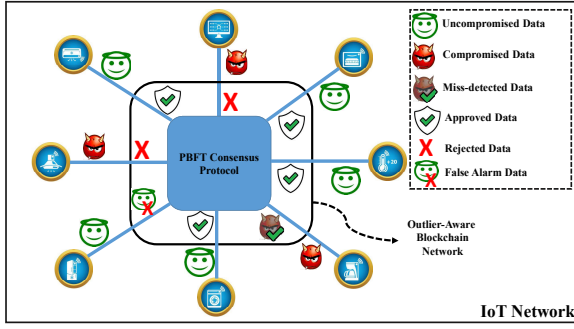 Uncompromised Data
Compromised Data
Miss-detected Data
Approved Data
Rejected Data
False Alarm Data
PBFT Consensus
Protocol
+20
Outlier-Aware
Blockchain
Network
IoT Network